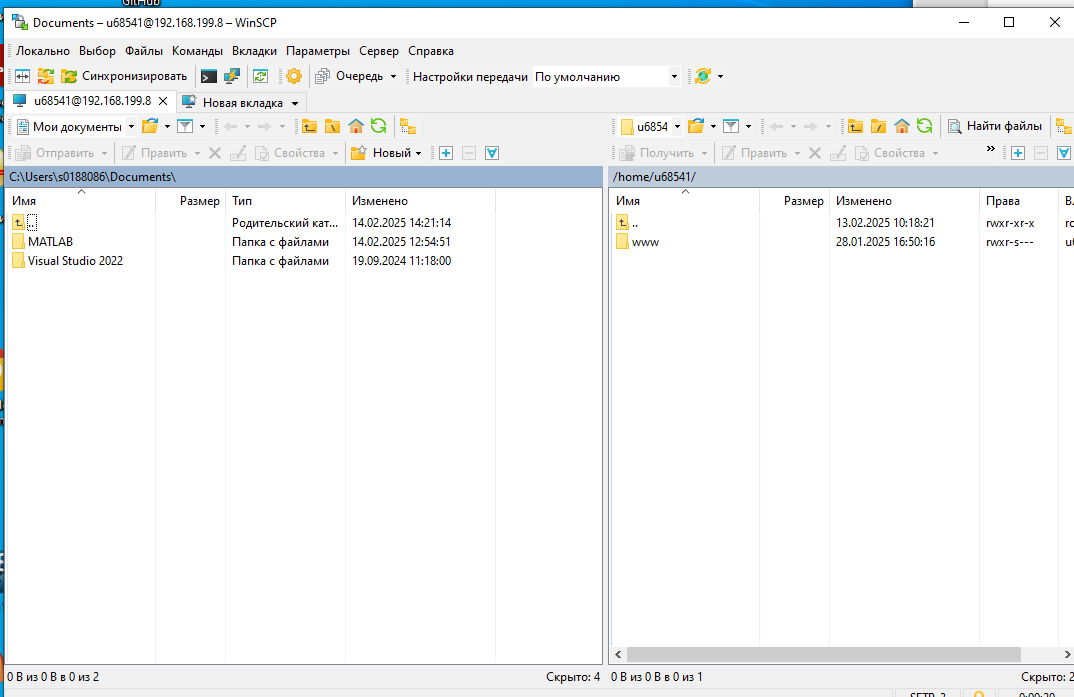 GitHub
Documents – u68541@192.168.199.8 – WinSCP
Локально Выбор Файлы Команды Вкладки Параметры Сервер Справка
Синхронизировать Очередь Настройки передачи По умолчанию
u68541@192.168.199.8 Новая вкладка
Мои документы u6854 Найти файлы
Отправить Править Свойства Новый Получить Править Свойства
C:\Users\s0188086\Documents\ /home/u68541/
Имя Размер Тип Изменено Имя Размер Изменено Права
.. Родительский кат... 14.02.2025 14:21:14 .. 13.02.2025 10:18:21 rwxr-xr-x
MATLAB Папка с файлами 14.02.2025 12:54:51 www 28.01.2025 16:50:16 rwxr-s---
Visual Studio 2022 Папка с файлами 19.09.2024 11:18:00
0 B из 0 B в 0 из 2 Скрыто: 4 0 B из 0 B в 0 из 1 Скрыто: 2
SFTP-3 0:00:20